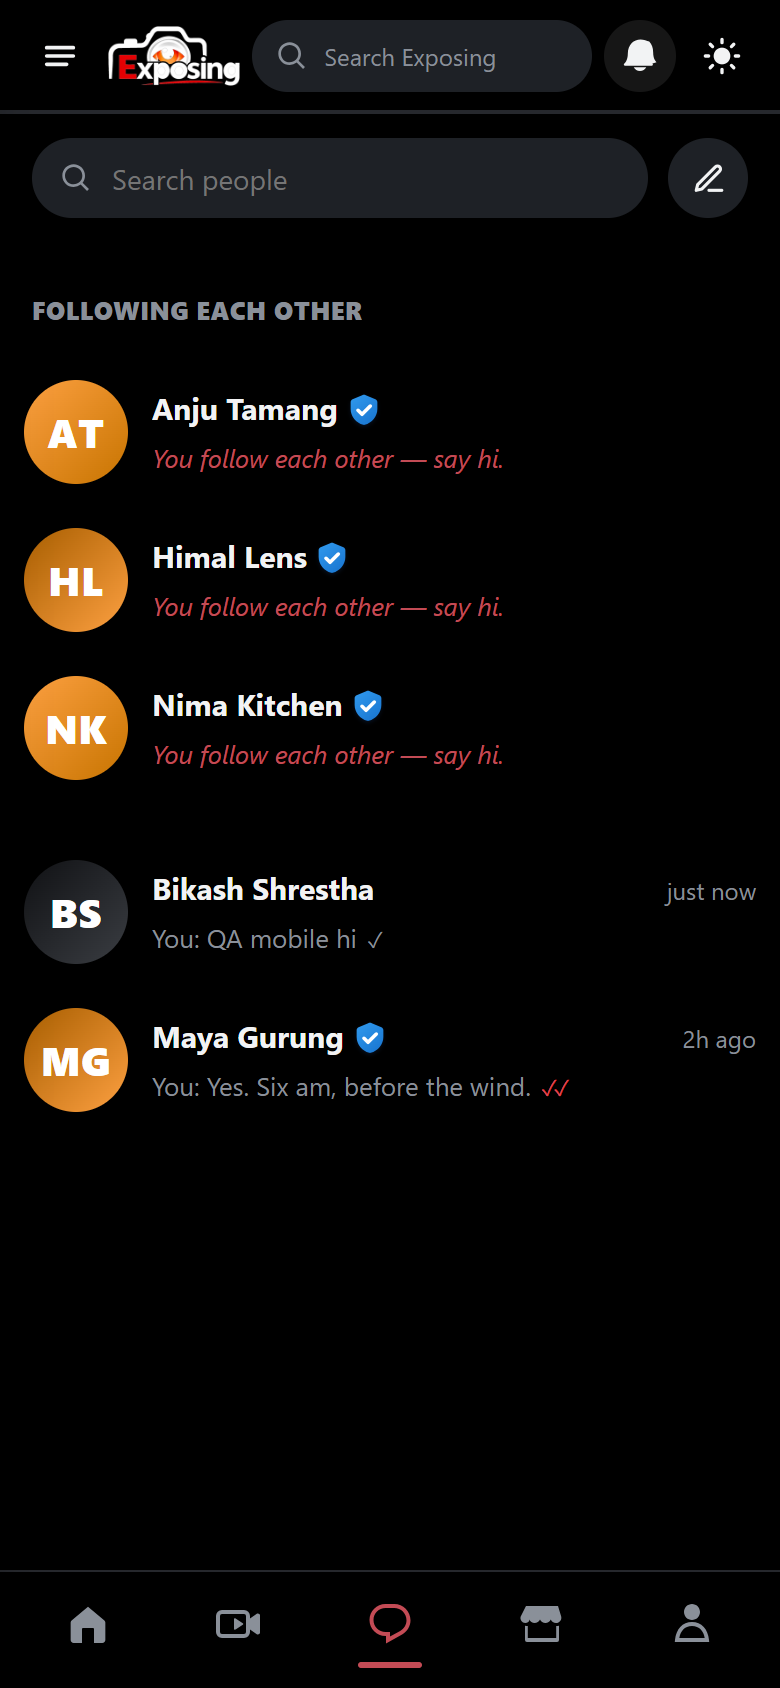 Exposing
Search Exposing
Search people
FOLLOWING EACH OTHER
AT
Anju Tamang
You follow each other — say hi.
HL
Himal Lens
You follow each other — say hi.
NK
Nima Kitchen
You follow each other — say hi.
BS
Bikash Shrestha
just now
You: QA mobile hi ✓
MG
Maya Gurung
2h ago
You: Yes. Six am, before the wind. ✓✓